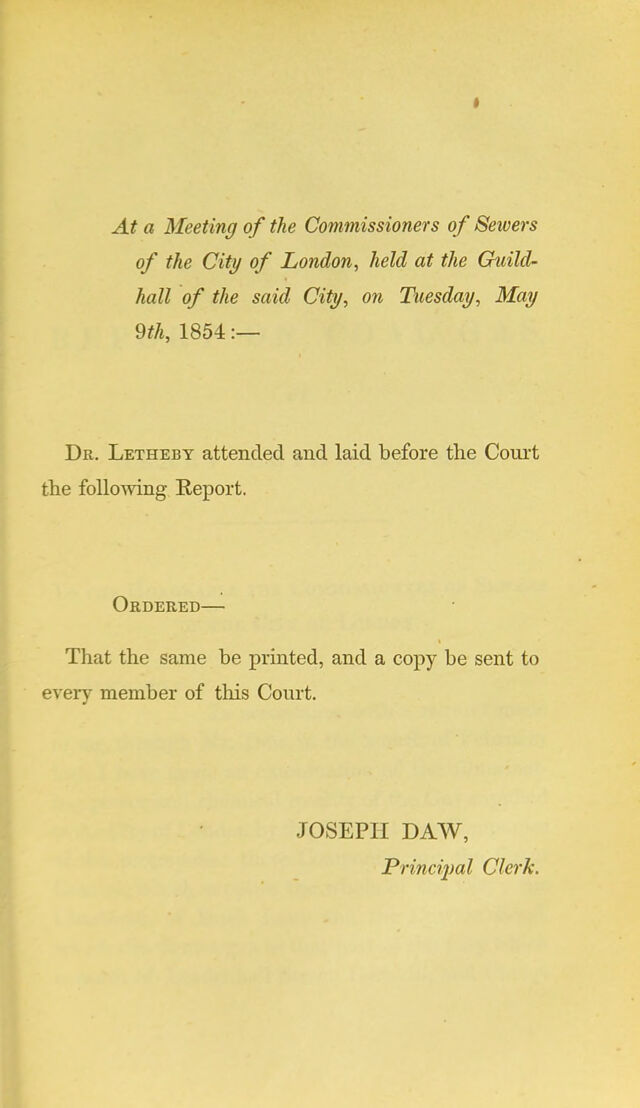 At a Meeting of the Commissioners of Sewers
of the City of London, held at the Guild-
hall of the said City, on Tuesday, May
9th, 1854:—
Dr. Letheby attended and laid before the Court
the following Report.
Ordered—
That the same be printed, and a copy be sent to
every member of this Court.
JOSEPH DAW,
Principal Clerk.